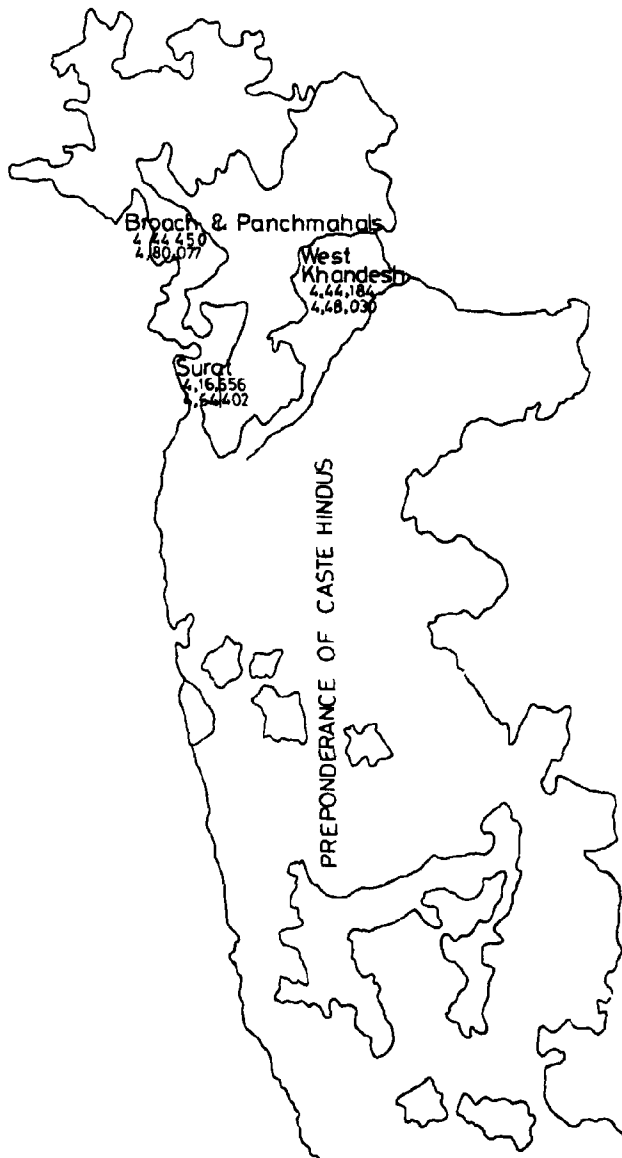 Broach & Panchmahals
4,44,450
4,80,077
West
Khandesh
4,44,184
4,48,030
Surat
4,16,656
4,64,402
PREPONDERANCE OF CASTE HINDUS